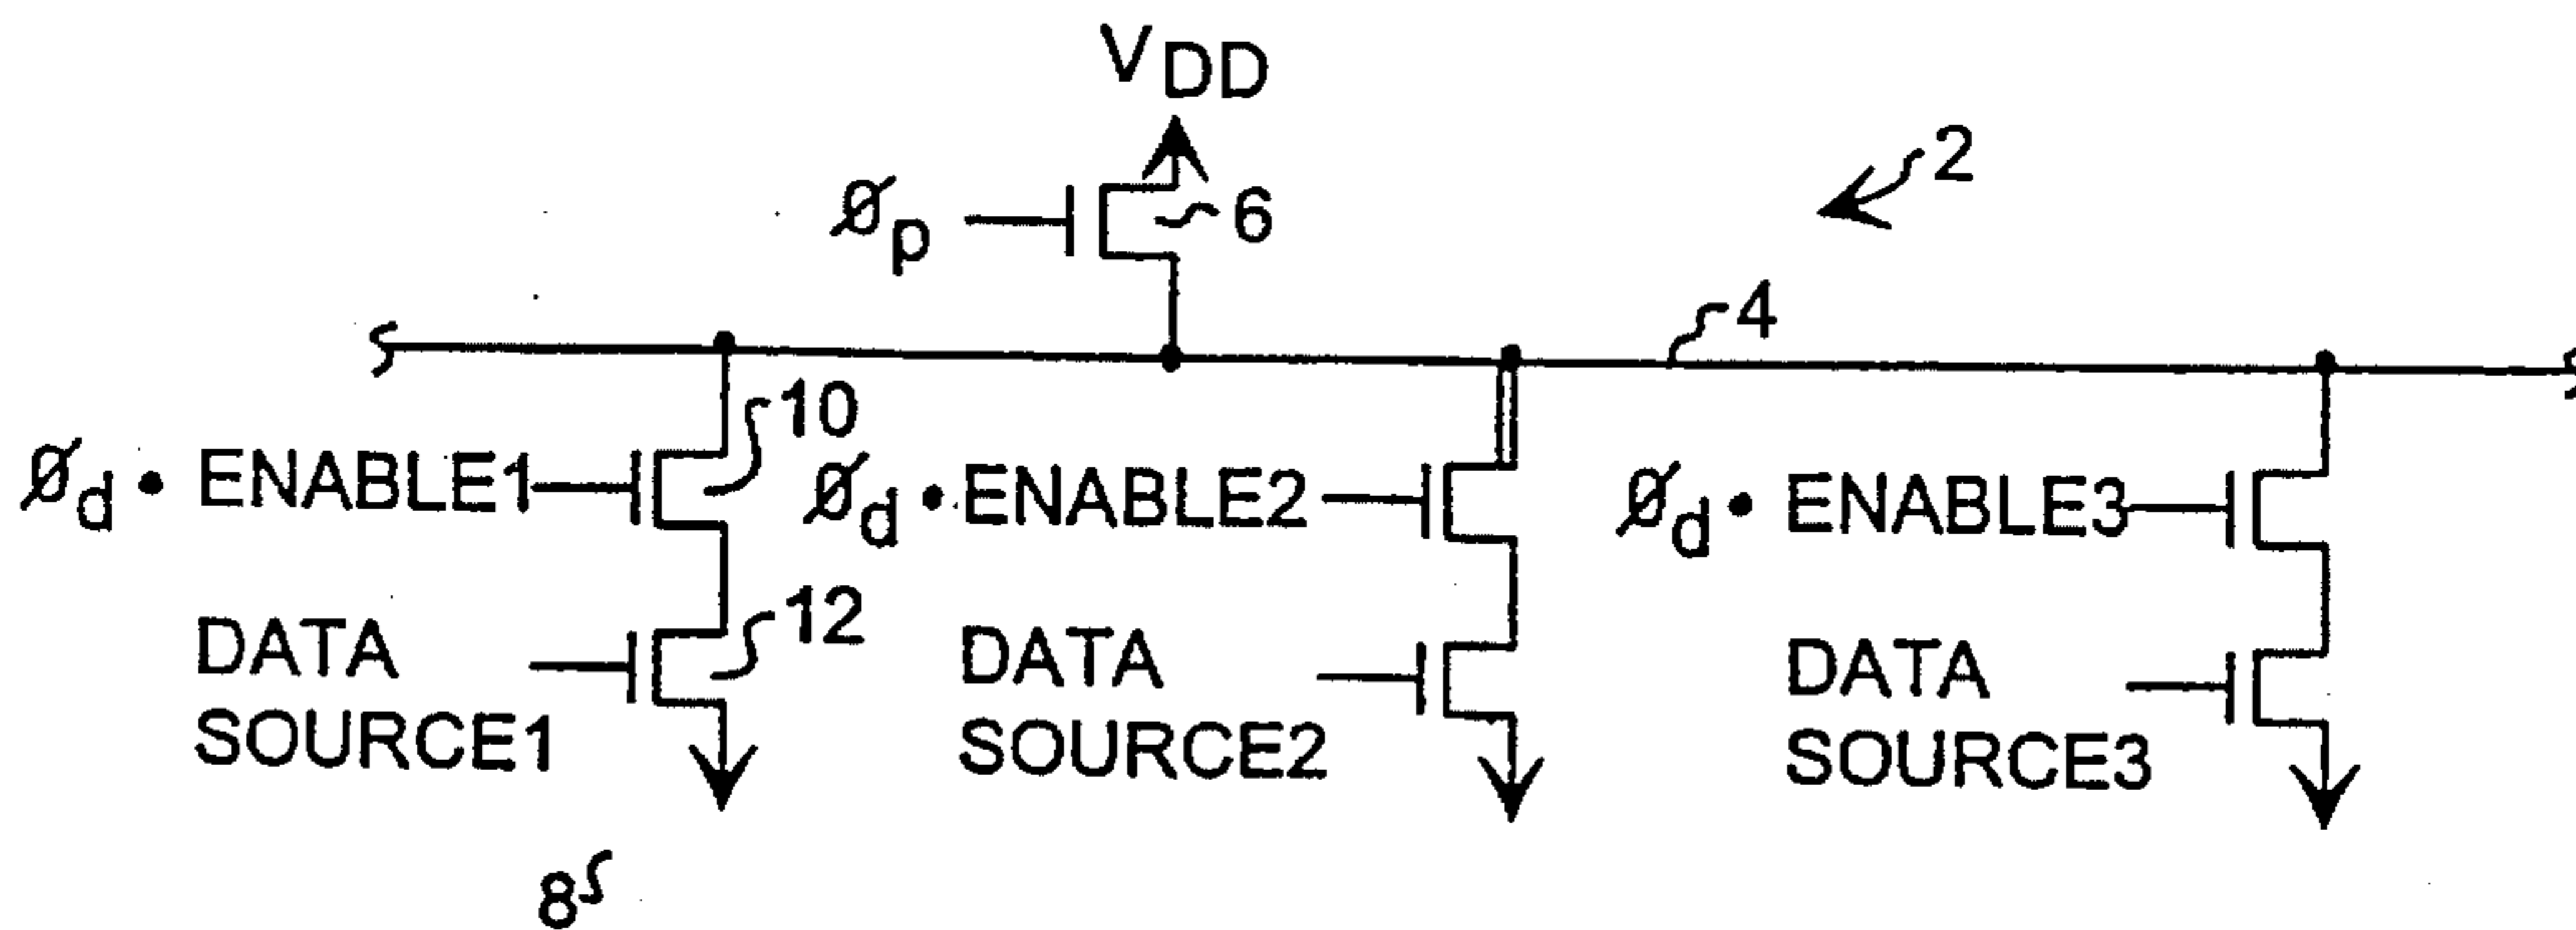 VDD
2
Øp
6
4
10
Ød • ENABLE1
Ød • ENABLE2
Ød • ENABLE3
12
DATA SOURCE1
DATA SOURCE2
DATA SOURCE3
8